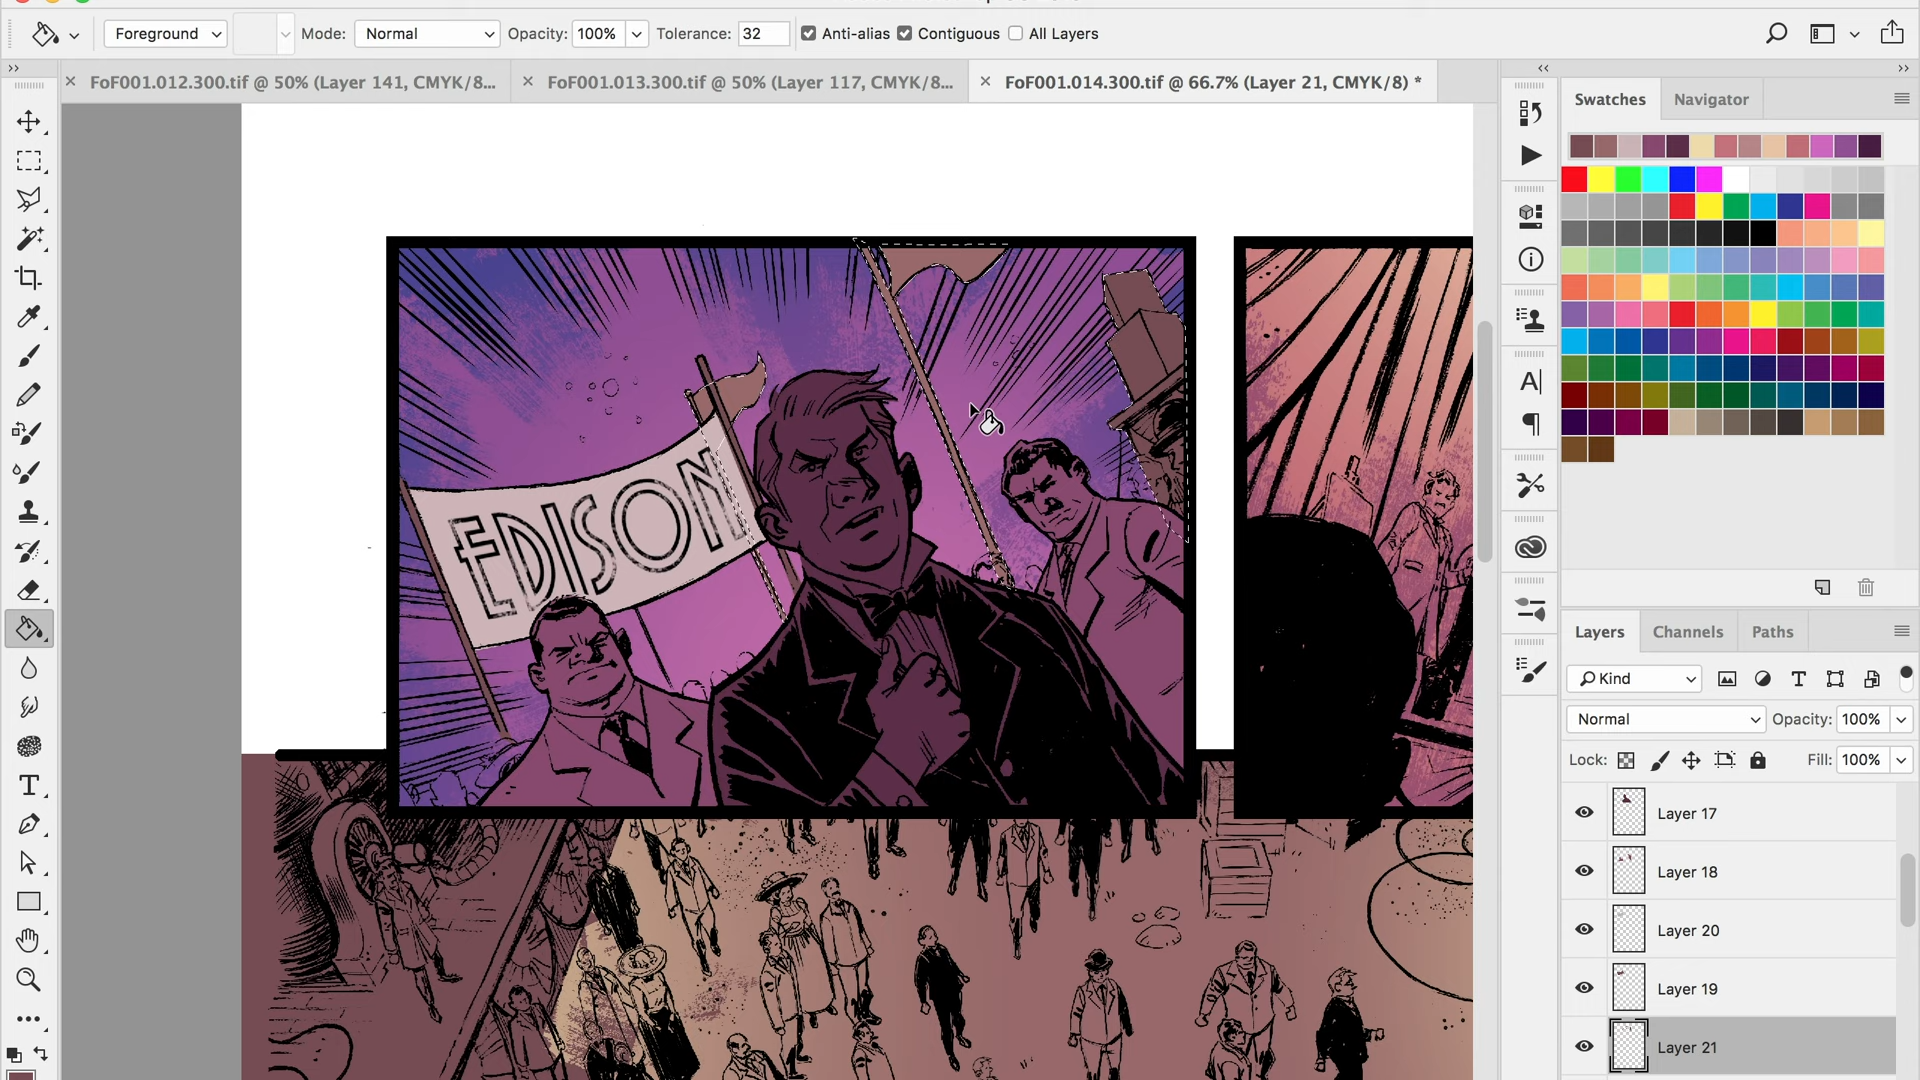 Foreground
Mode:
Normal
Opacity:
100%
Tolerance:
32
Anti-alias
Contiguous
All Layers
FoF001.012.300.tif @ 50% (Layer 141, CMYK/8...
FoF001.013.300.tif @ 50% (Layer 117, CMYK/8...
FoF001.014.300.tif @ 66.7% (Layer 21, CMYK/8) *
Swatches
Navigator
EDISON
Layers
Channels
Paths
Kind
Normal
Opacity:
100%
Lock:
Fill:
100%
Layer 17
Layer 18
Layer 20
Layer 19
Layer 21